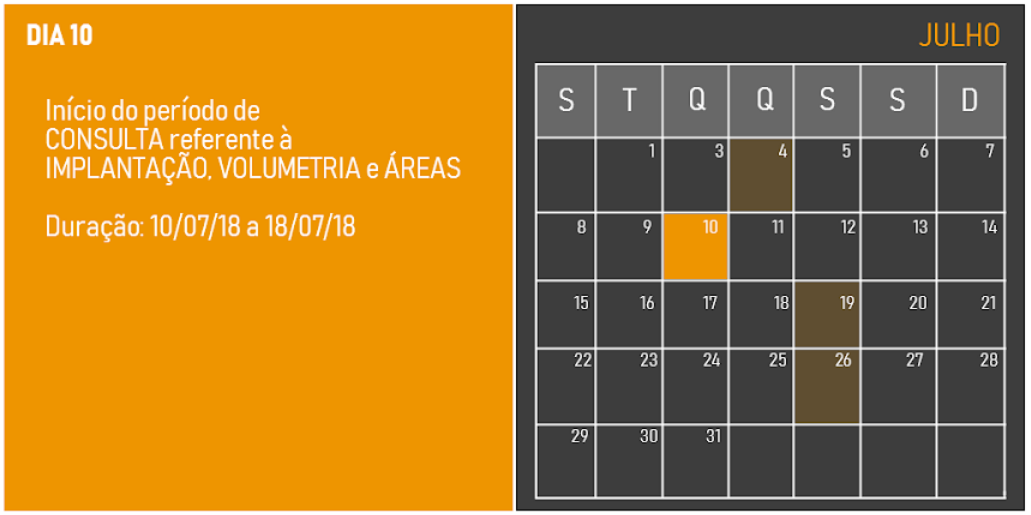 DIA 10
Início do período de
CONSULTA referente à
IMPLANTAÇÃO, VOLUMETRIA e ÁREAS
Duração: 10/07/18 a 18/07/18
JULHO
S T Q Q S S D
1 3 4 5 6 7
8 9 10 11 12 13 14
15 16 17 18 19 20 21
22 23 24 25 26 27 28
29 30 31